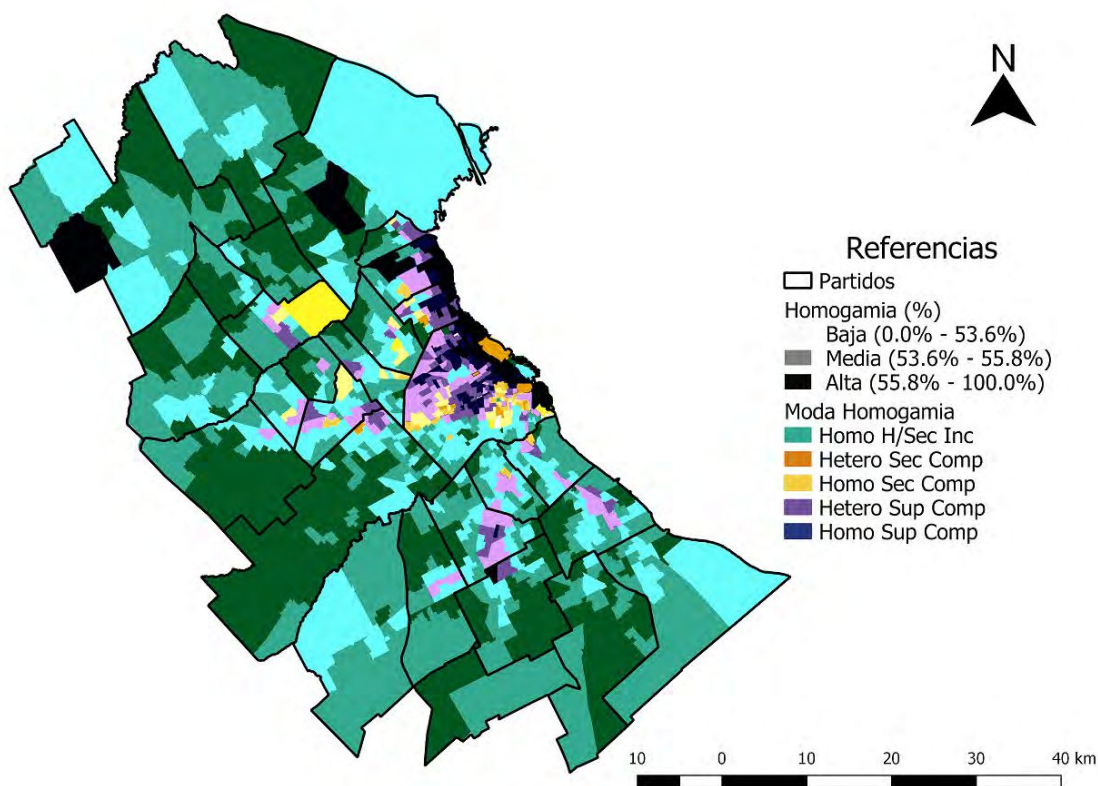 N
Referencias
Partidos
Homogamia (%)
Baja (0.0% - 53.6%)
Media (53.6% - 55.8%)
Alta (55.8% - 100.0%)
Moda Homogamia
Homo H/Sec Inc
Hetero Sec Comp
Homo Sec Comp
Hetero Sup Comp
Homo Sup Comp
10 0 10 20 30 40 km